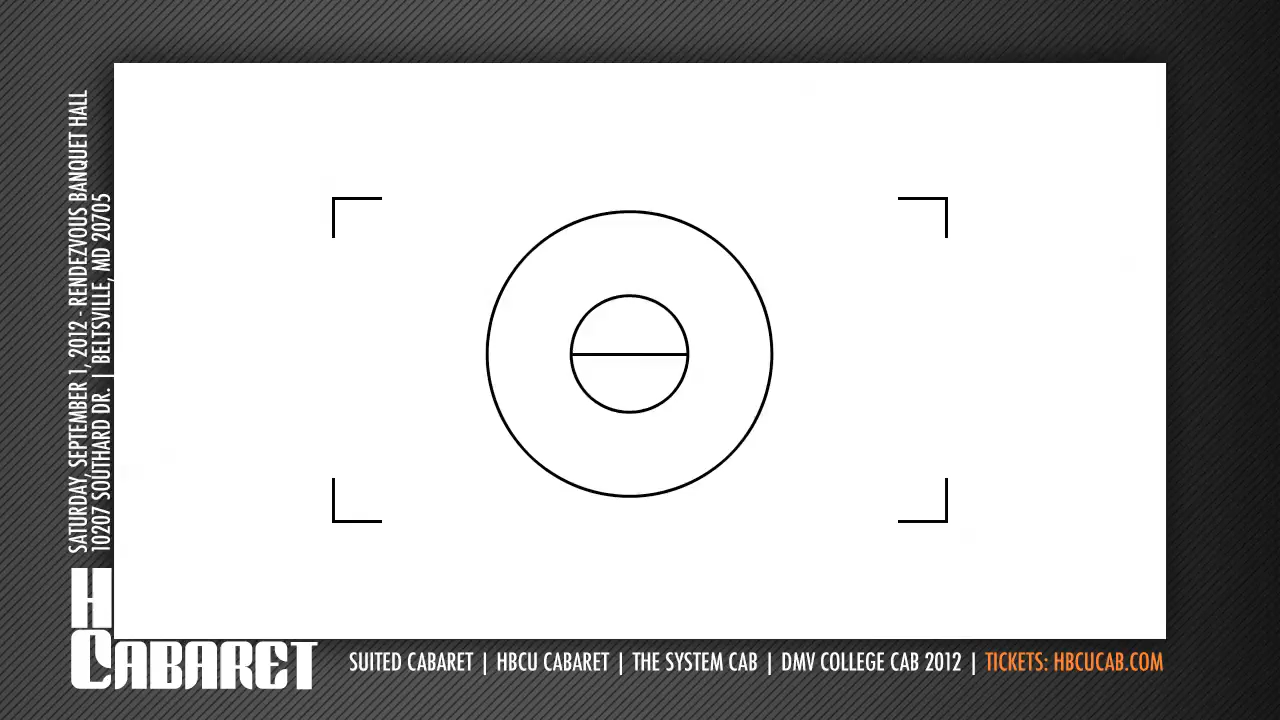 SATURDAY, SEPTEMBER 1, 2012 - RENDEZVOUS BANQUET HALL
10207 SOUTHARD DR. | BELTSVILLE, MD 20705
H
CABARET
SUITED CABARET | HBCU CABARET | THE SYSTEM CAB | DMV COLLEGE CAB 2012 | TICKETS: HBCUCAB.COM